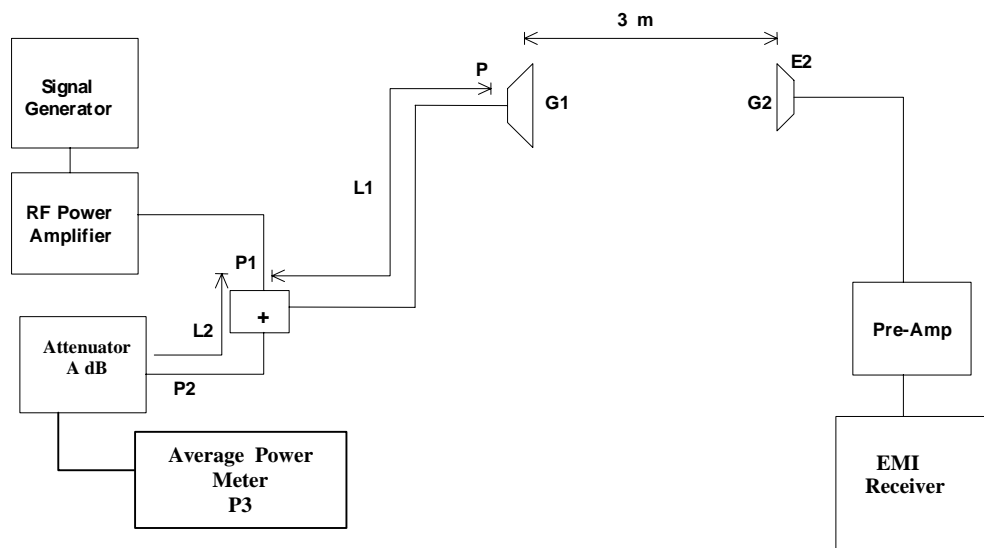 3 m
Signal
Generator
P
G1
E2
G2
L1
RF Power
Amplifier
P1
+
L2
Attenuator
A dB
P2
Pre-Amp
Average Power
Meter
P3
EMI
Receiver